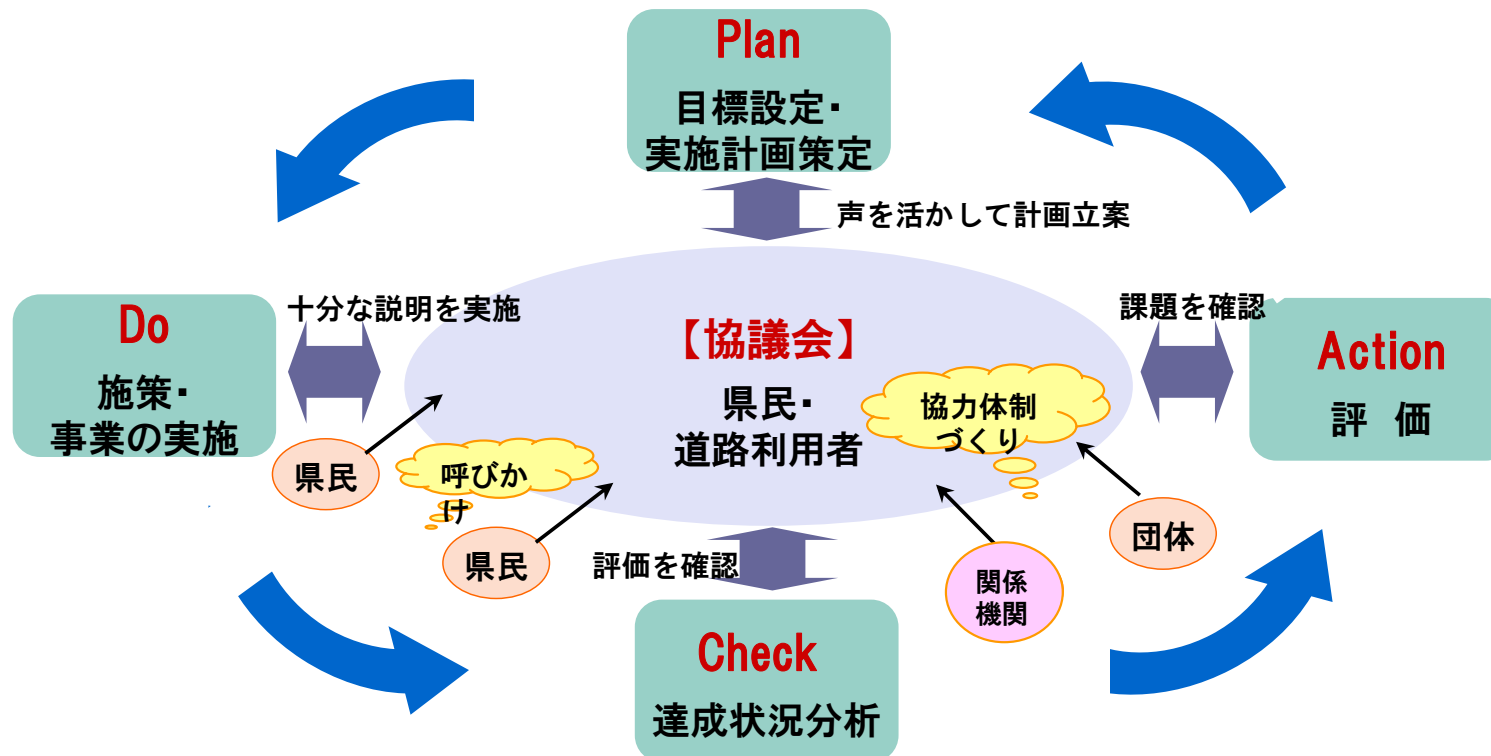 Plan
目標設定・
実施計画策定
声を活かして計画立案
Do
施策・
事業の実施
十分な説明を実施
【協議会】
県民・
道路利用者
課題を確認
Action
評 価
協力体制
づくり
県民
呼びか
け
県民
評価を確認
関係
機関
団体
Check
達成状況分析